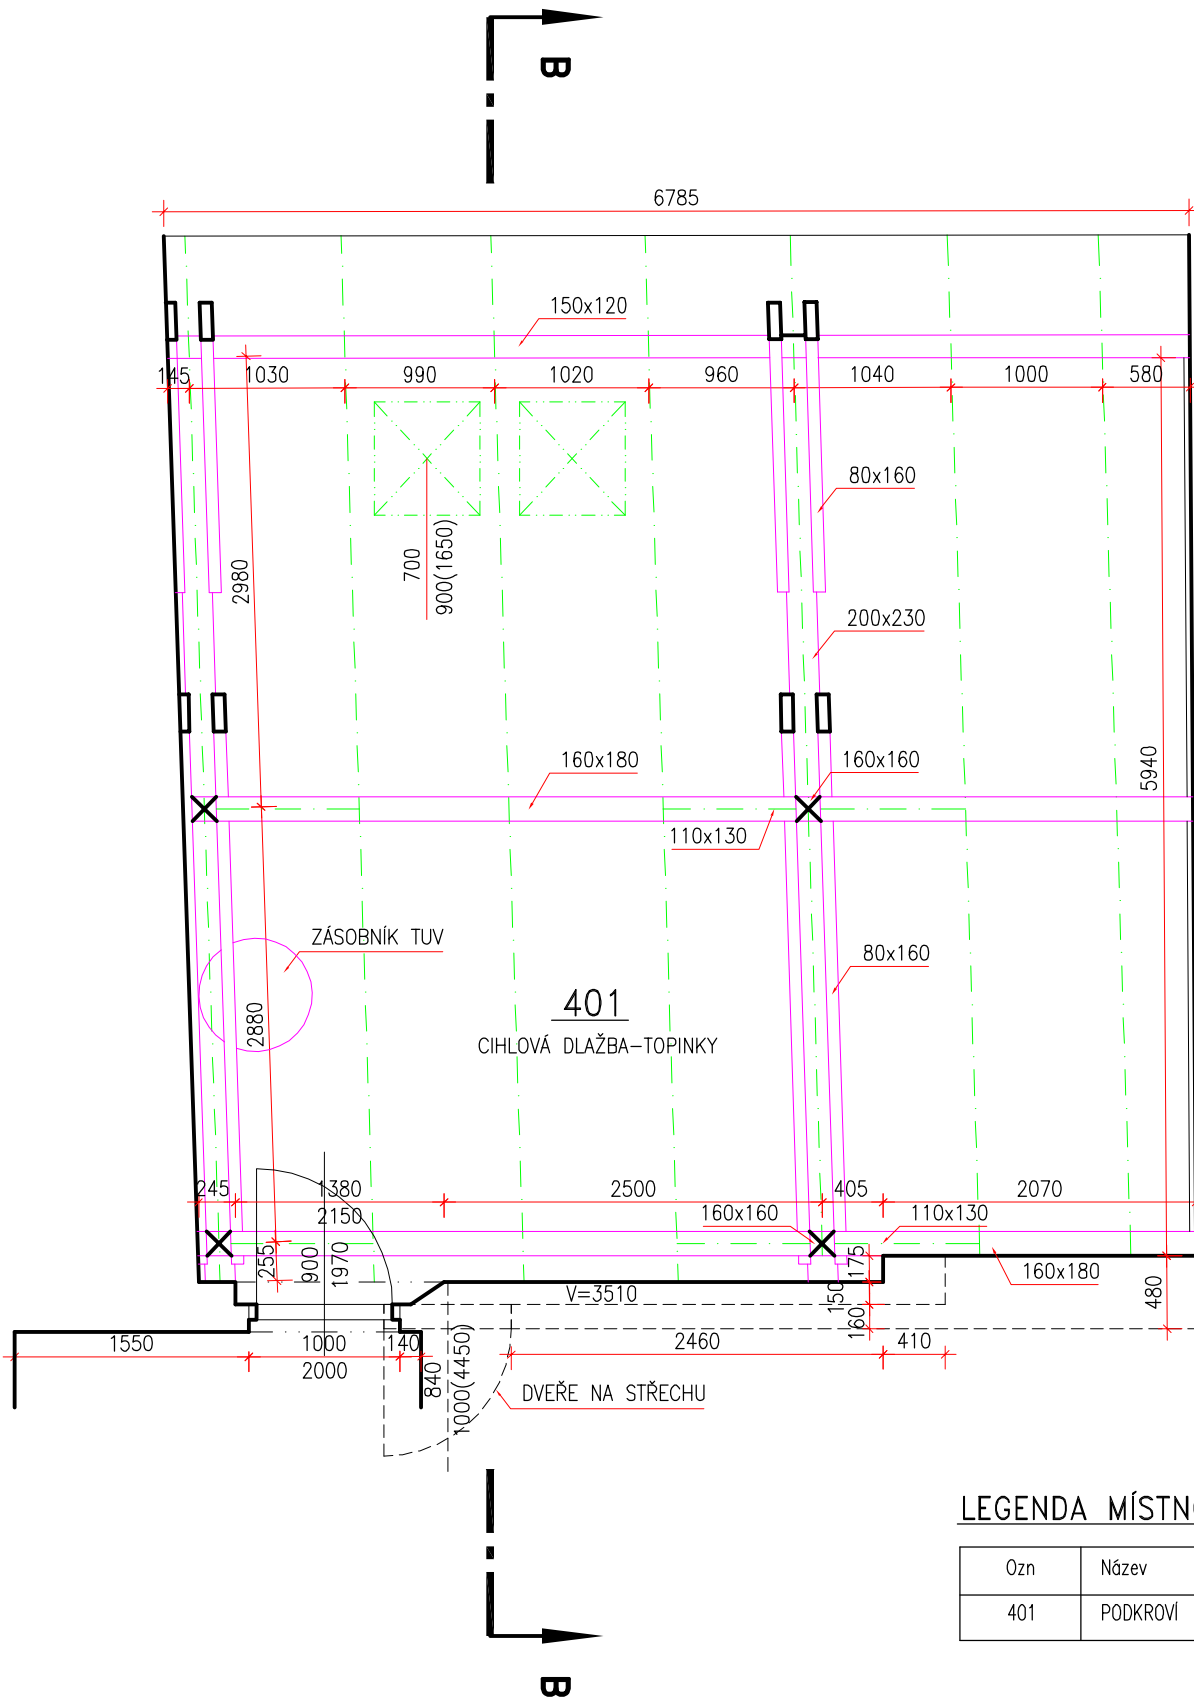 B
6785
150x120
145 1030 990 1020 960 1040 1000 580
80x160
700
900(1650)
2980
200x230
160x180
160x160
5940
110x130
ZÁSOBNÍK TUV
80x160
2880
401
CIHLOVÁ DLAŽBA-TOPINKY
245 1380 2500 405 2070
2150
160x160
110x130
255
900
1970
175
160x180
V=3510
150
480
160
1550 1000 140 2460 410
2000
840
1000(4450)
DVEŘE NA STŘECHU
LEGENDA MÍSTN
Ozn Název
401 PODKROVÍ
B